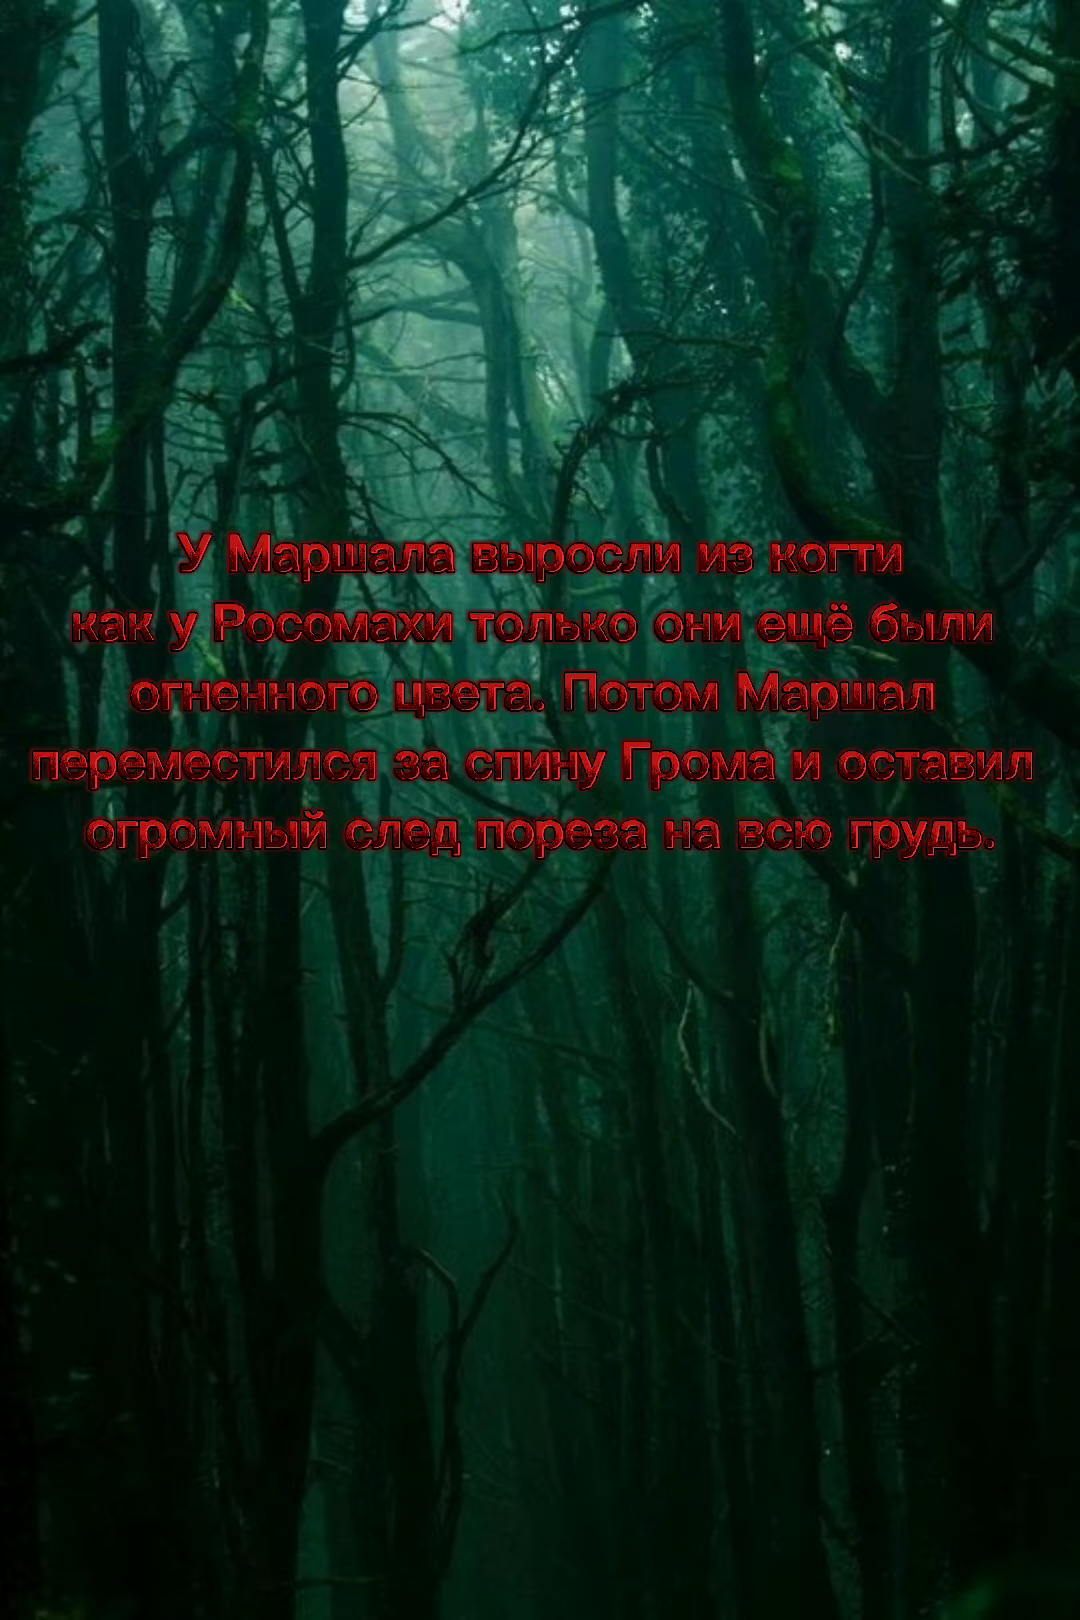 У Маршала выросли из когти
как у Росомахи только они ещё были
огненного цвета. Потом Маршал
переместился за спину Грома и оставил
огромный след пореза на всю грудь.